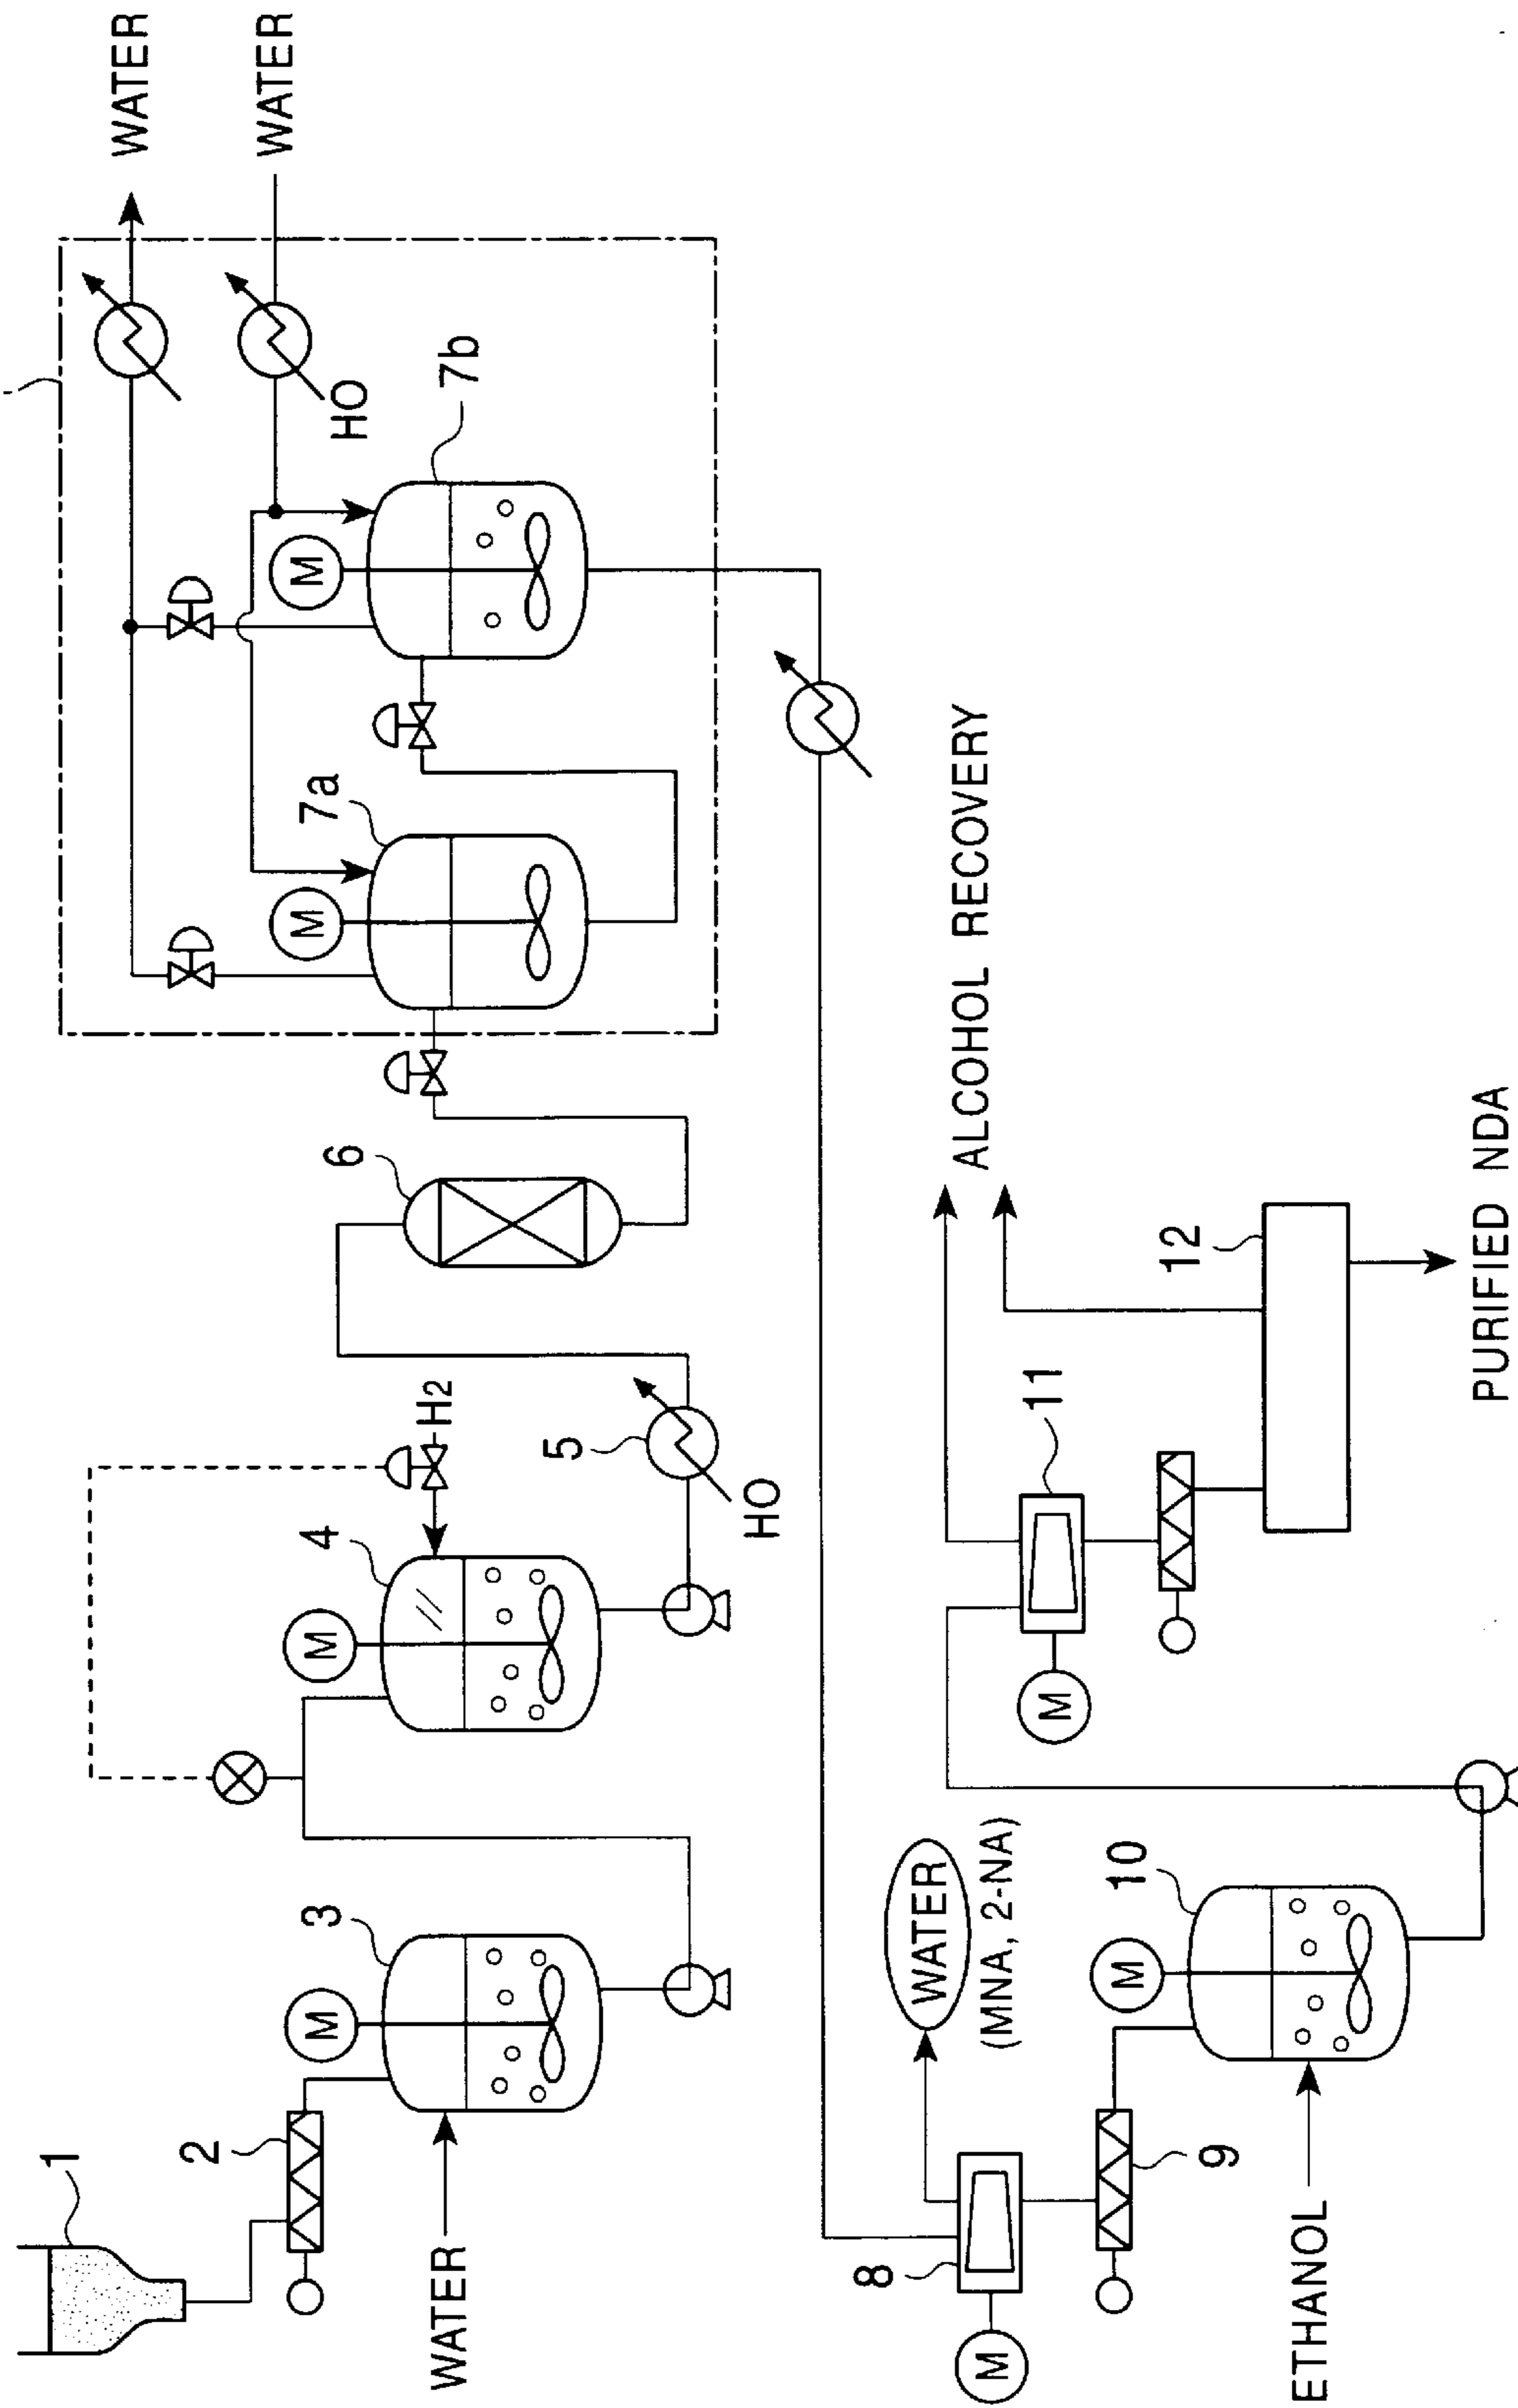 1
2
M
3
WATER
M
4
H2
5
HO
6
M
7a
M
7b
HO
WATER
WATER
M
8
WATER
(MNA, 2-NA)
9
ETHANOL
M
10
M
11
12
ALCOHOL RECOVERY
PURIFIED NDA